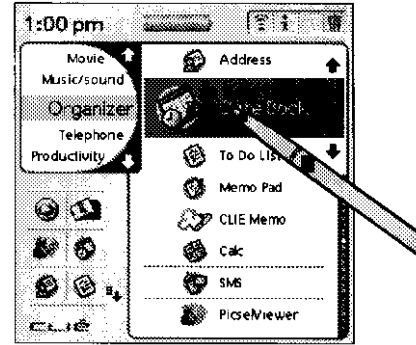 1:00 pm
Movie
Music/sound
Organizer
Telephone
Productivity
Address
Date Book
To Do List
Memo Pad
CLIE Memo
Calc
SMS
PicselViewer
CLIÉ